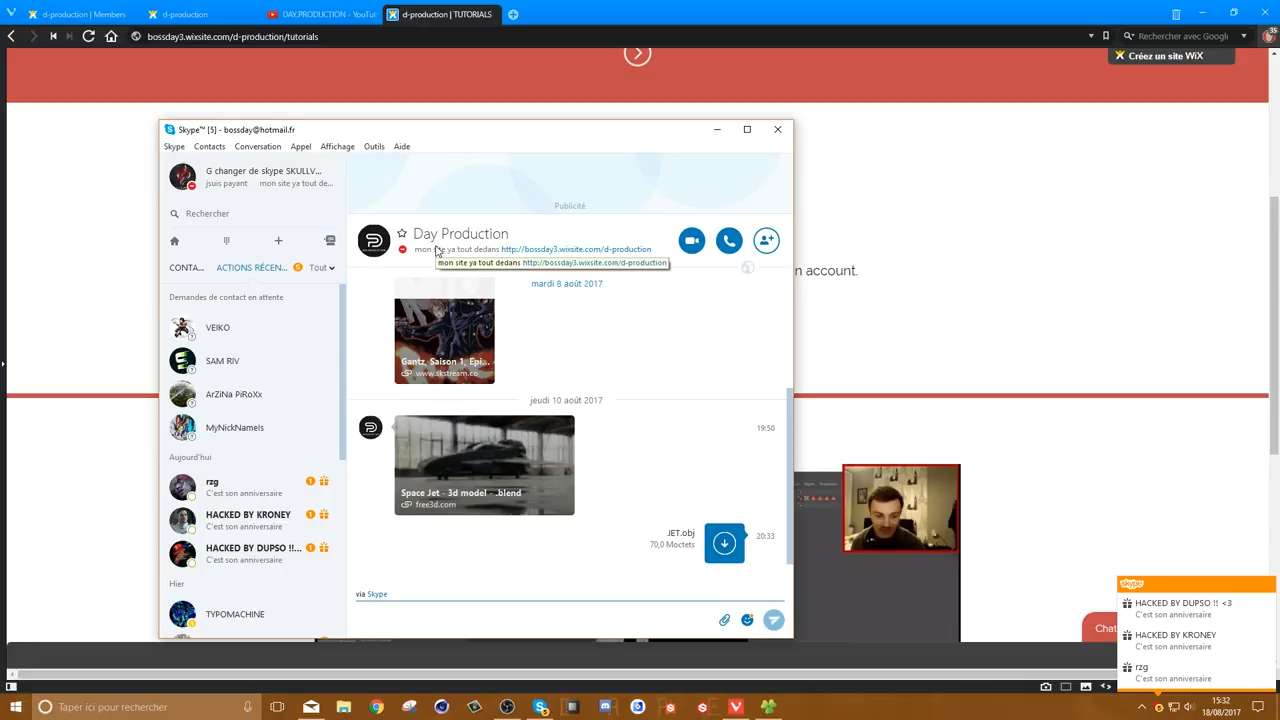 d-production | Members
d-production
DAY.PRODUCTION - YouTu
d-production | TUTORIALS
bossday3.wixsite.com/d-production/tutorials
Rechercher avec Googl
35
Créez un site WiX
Skype™ [5] - bossday@hotmail.fr
Skype Contacts Conversation Appel Affichage Outils Aide
G changer de skype SKULLV...
jsuis payant mon site ya tout de...
Publicité
Rechercher
Day Production
mon site ya tout dedans http://bossday3.wixsite.com/d-production
mon site ya tout dedans http://bossday3.wixsite.com/d-production
CONTA... ACTIONS RÉCEN... 5 Tout
n account.
mardi 8 août 2017
Demandes de contact en attente
VEIKO
SAM RIV
ArZiNa PiRoXx
MyNickNameIs
Gantz, Saison 1, Epi...
www.skstream.co
jeudi 10 août 2017
19:50
Space Jet - 3d model - .blend
free3d.com
Aujourd'hui
rzg 1
C'est son anniversaire
HACKED BY KRONEY 1
C'est son anniversaire
HACKED BY DUPSO !!... 1
C'est son anniversaire
JET.obj
70,0 Moctets
20:33
Hier
TYPOMACHINE
via Skype
Chat
HACKED BY DUPSO !! <3
C'est son anniversaire
HACKED BY KRONEY
C'est son anniversaire
rzg
C'est son anniversaire
Taper ici pour rechercher
15:32
18/08/2017